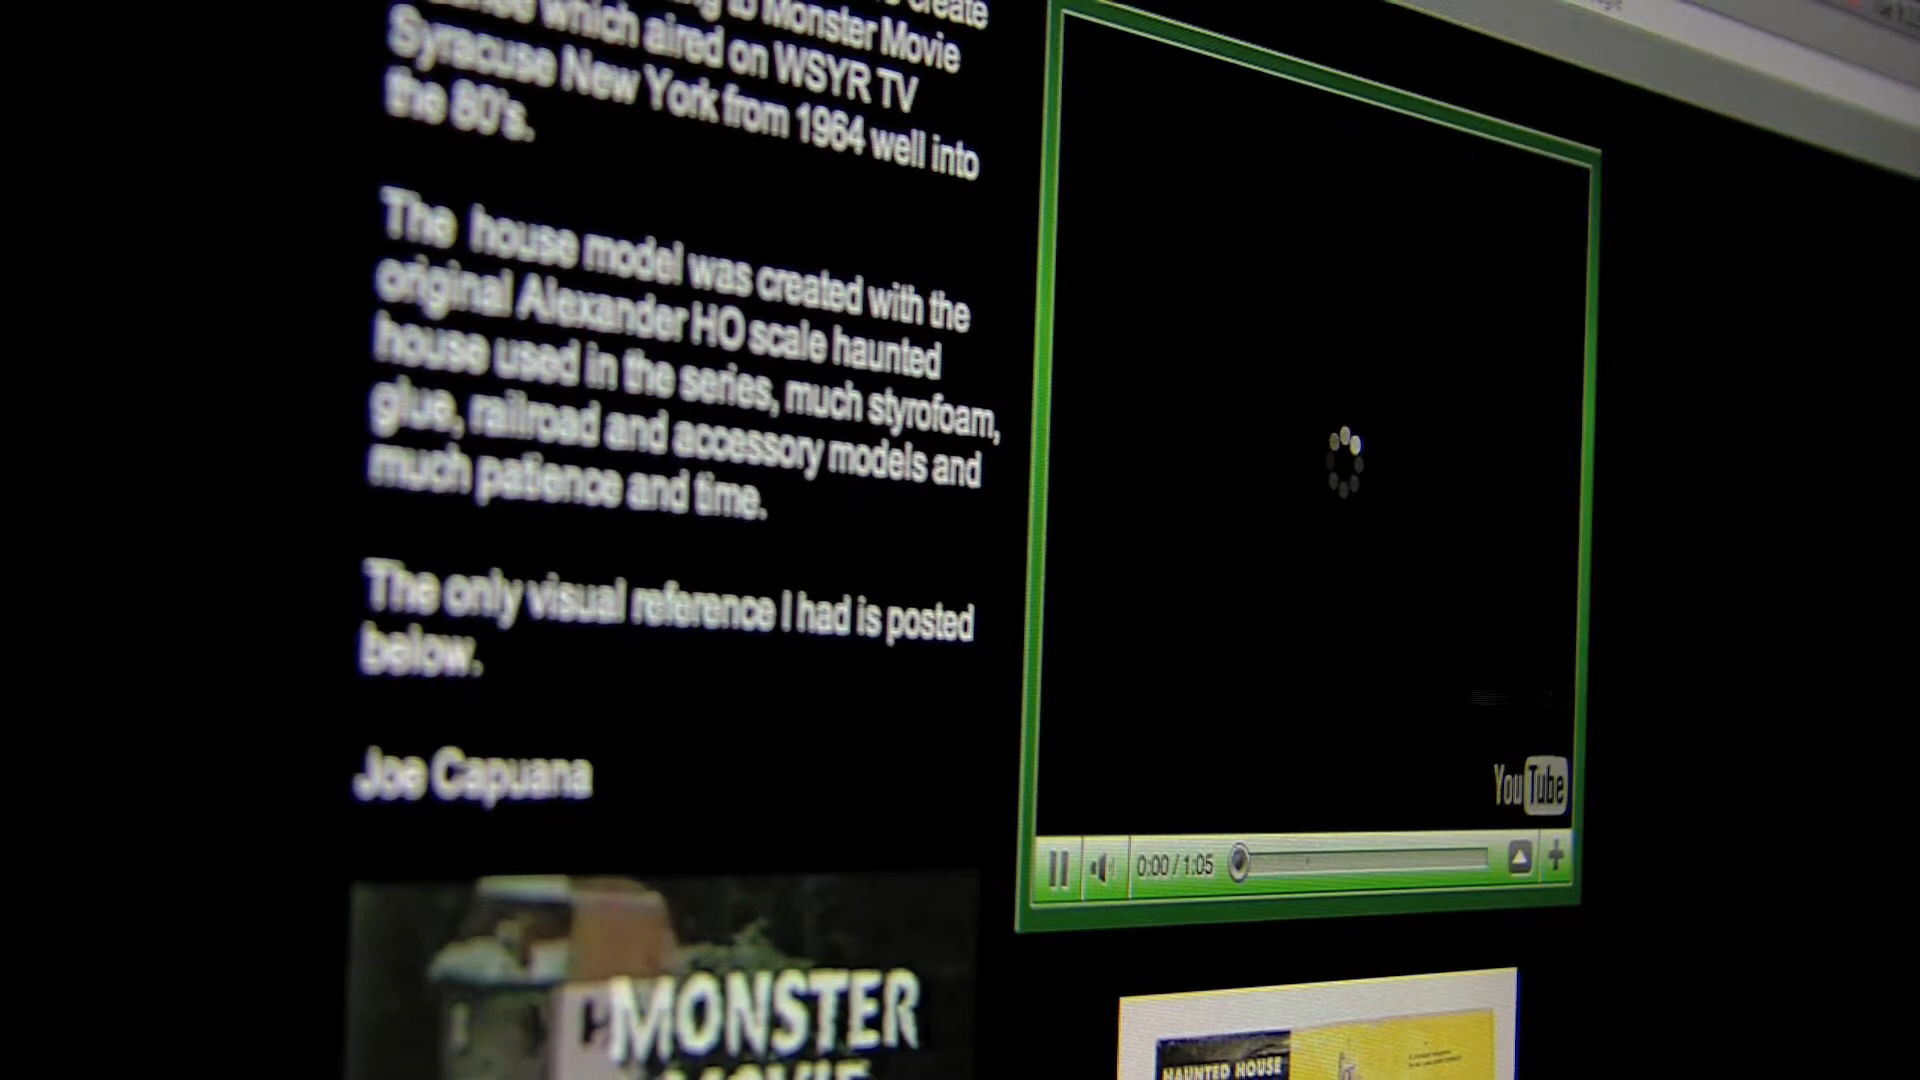 create
to Monster Movie
which aired on WSYR TV
Syracuse New York from 1964 well into
the 80's.
The house model was created with the
original Alexander HO scale haunted
house used in the series, much styrofoam,
glue, railroad and accessory models and
much patience and time.
The only visual reference I had is posted
below.
Joe Capuana
MONSTER
MOVIE
YouTube
0:00 / 1:05
HAUNTED HOUSE